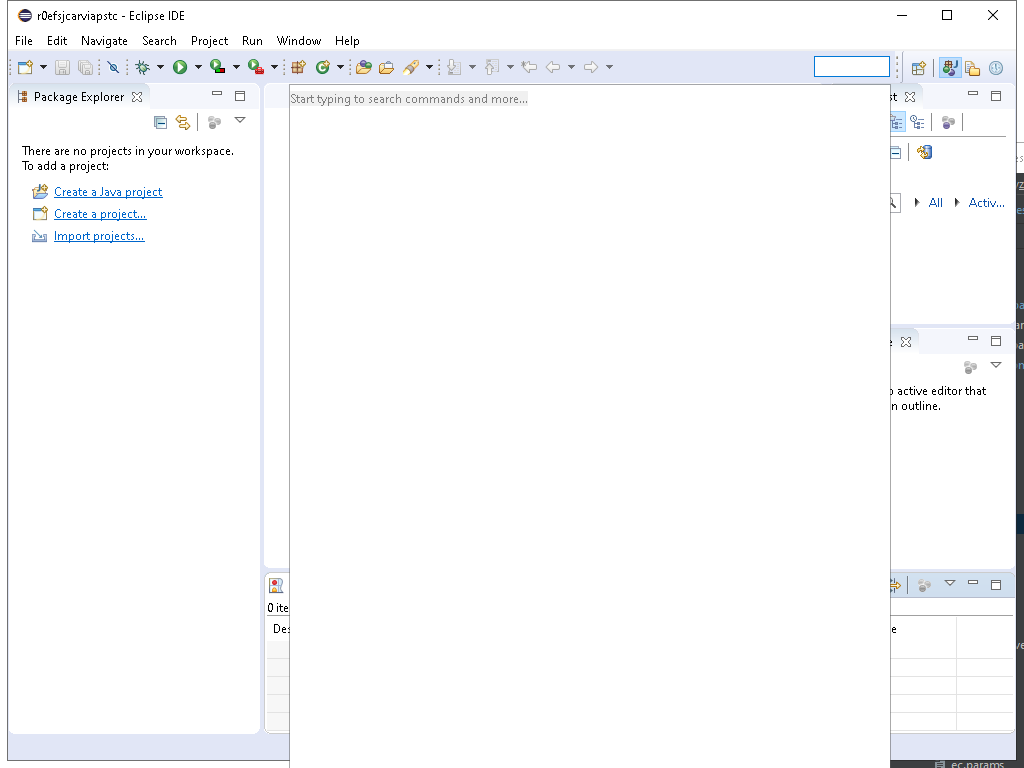 r0efsjcarviapstc - Eclipse IDE
File Edit Navigate Search Project Run Window Help
Package Explorer
Start typing to search commands and more...
st
There are no projects in your workspace.
To add a project:
Create a Java project
Create a project...
Import projects...
All Activ...
active editor that
n outline.
0 ite
Des
e
ec.params